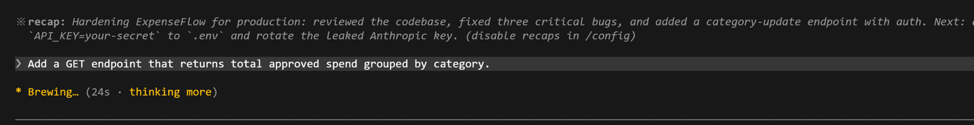 ※ recap: Hardening ExpenseFlow for production: reviewed the codebase, fixed three critical bugs, and added a category-update endpoint with auth. Next:
`API_KEY=your-secret` to `.env` and rotate the leaked Anthropic key. (disable recaps in /config)
❯ Add a GET endpoint that returns total approved spend grouped by category.
* Brewing… (24s · thinking more)